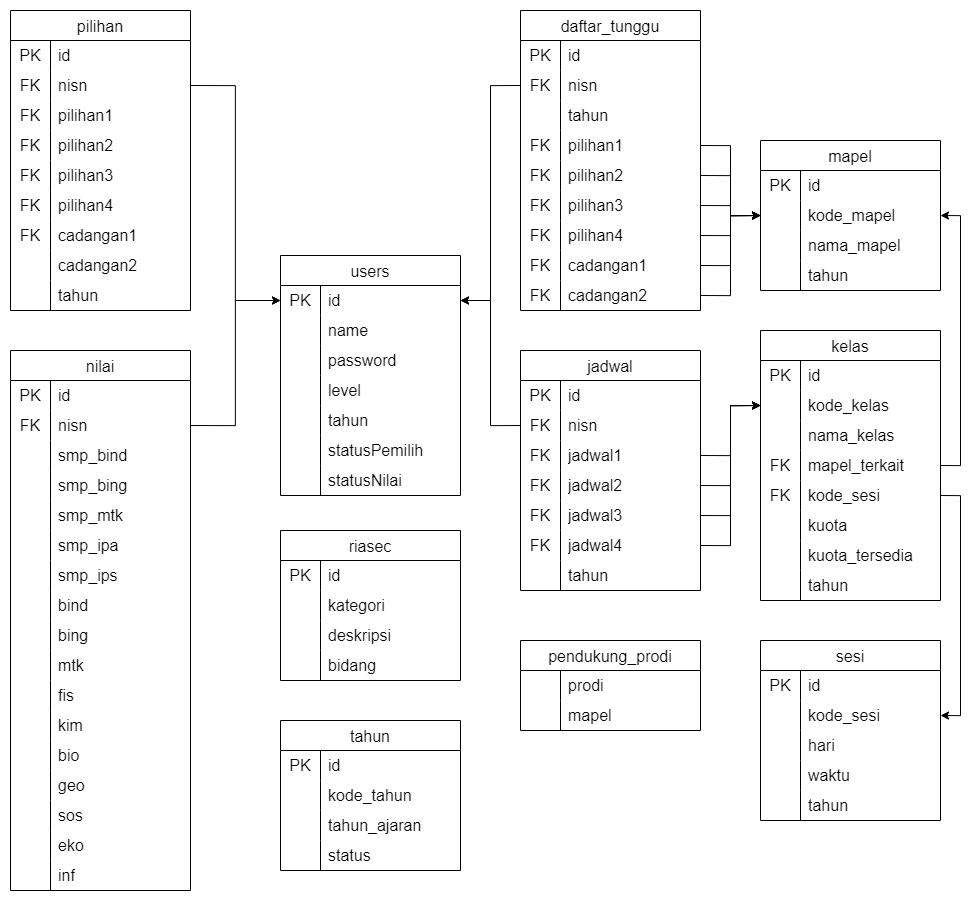 pilihan
PK id
FK nisn
FK pilihan1
FK pilihan2
FK pilihan3
FK pilihan4
FK cadangan1
cadangan2
tahun
nilai
PK id
FK nisn
smp_bind
smp_bing
smp_mtk
smp_ipa
smp_ips
bind
bing
mtk
fis
kim
bio
geo
sos
eko
inf
users
PK id
name
password
level
tahun
statusPemilih
statusNilai
riasec
PK id
kategori
deskripsi
bidang
tahun
PK id
kode_tahun
tahun_ajaran
status
daftar_tunggu
PK id
FK nisn
tahun
FK pilihan1
FK pilihan2
FK pilihan3
FK pilihan4
FK cadangan1
FK cadangan2
jadwal
PK id
FK nisn
FK jadwal1
FK jadwal2
FK jadwal3
FK jadwal4
tahun
pendukung_prodi
prodi
mapel
mapel
PK id
kode_mapel
nama_mapel
tahun
kelas
PK id
kode_kelas
nama_kelas
FK mapel_terkait
FK kode_sesi
kuota
kuota_tersedia
tahun
sesi
PK id
kode_sesi
hari
waktu
tahun